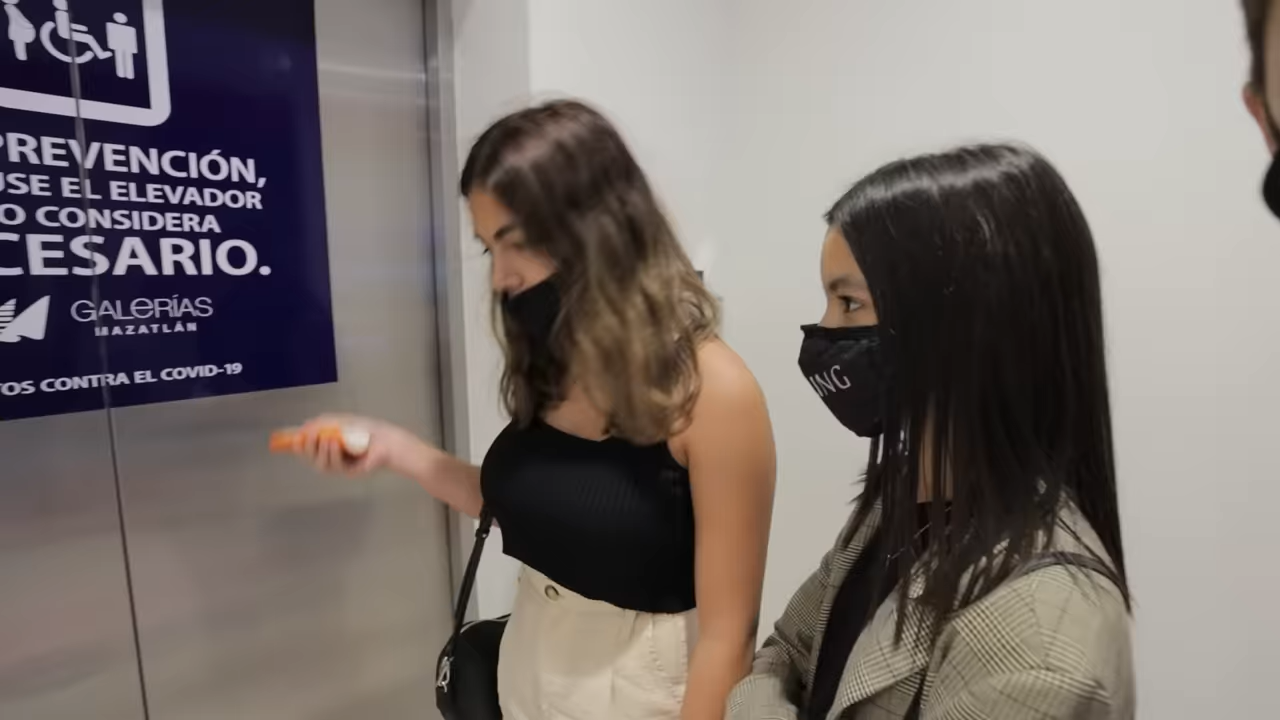 PREVENCIÓN,
USE EL ELEVADOR
O CONSIDERA
CESARIO.
GALERÍAS
MAZATLÁN
TOS CONTRA EL COVID-19
ING